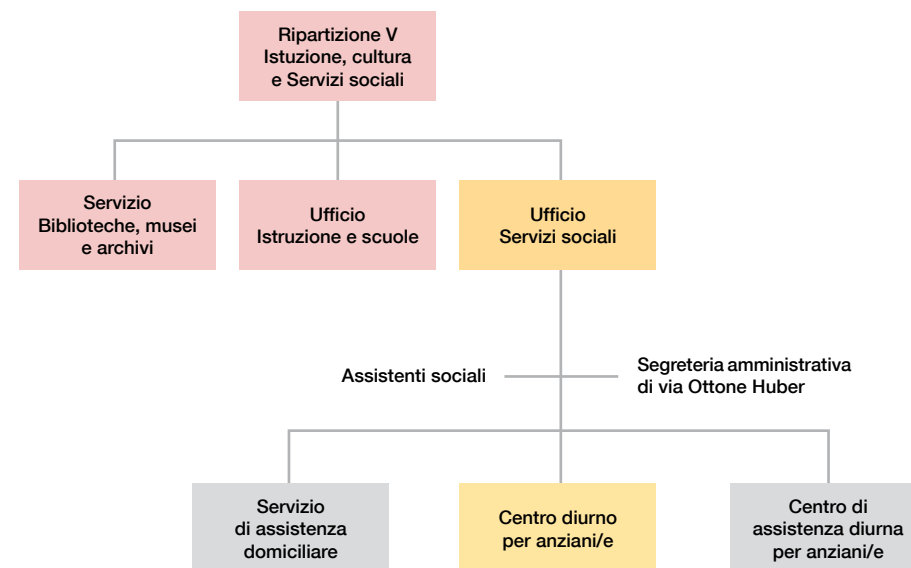 Ripartizione V
Istuzione, cultura
e Servizi sociali
Servizio
Biblioteche, musei
e archivi
Ufficio
Istruzione e scuole
Ufficio
Servizi sociali
Assistenti sociali
Segreteria amministrativa
di via Ottone Huber
Servizio
di assistenza
domiciliare
Centro diurno
per anziani/e
Centro di
assistenza diurna
per anziani/e